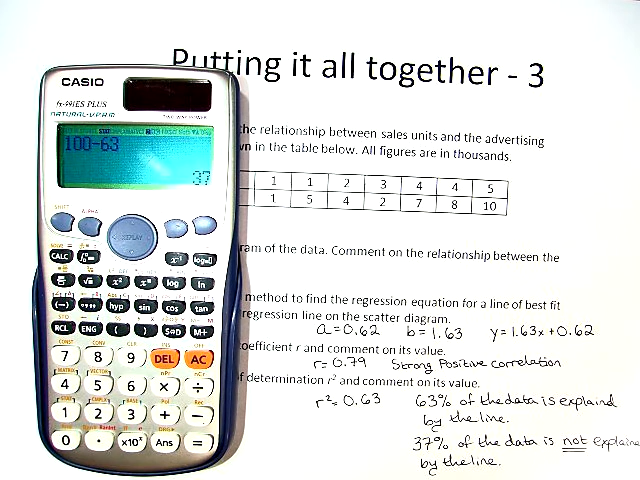 Putting it all together - 3
CASIO
fx-991ES PLUS
NATURAL-V.P.A.M.
TWO WAY POWER
100-63
37
the relationship between sales units and the advertising
wn in the table below. All figures are in thousands.
1 1 2 3 4 4 5
1 5 4 2 7 8 10
SHIFT ALPHA
REPLAY
ram of the data. Comment on the relationship between the
CALC
log
ln
method to find the regression equation for a line of best fit
regression line on the scatter diagram.
hyp sin cos tan
a=0.62 b=1.63 y=1.63x+0.62
RCL ENG ( ) S⇔D M+
coefficient r and comment on its value.
7 8 9 DEL AC
r=0.79 Strong Positive correlation
of determination r² and comment on its value.
4 5 6 × ÷
r²=0.63 63% of the data is explained
by the line.
1 2 3 + −
37% of the data is not explaine
by the line.
0 . ×10ˣ Ans =